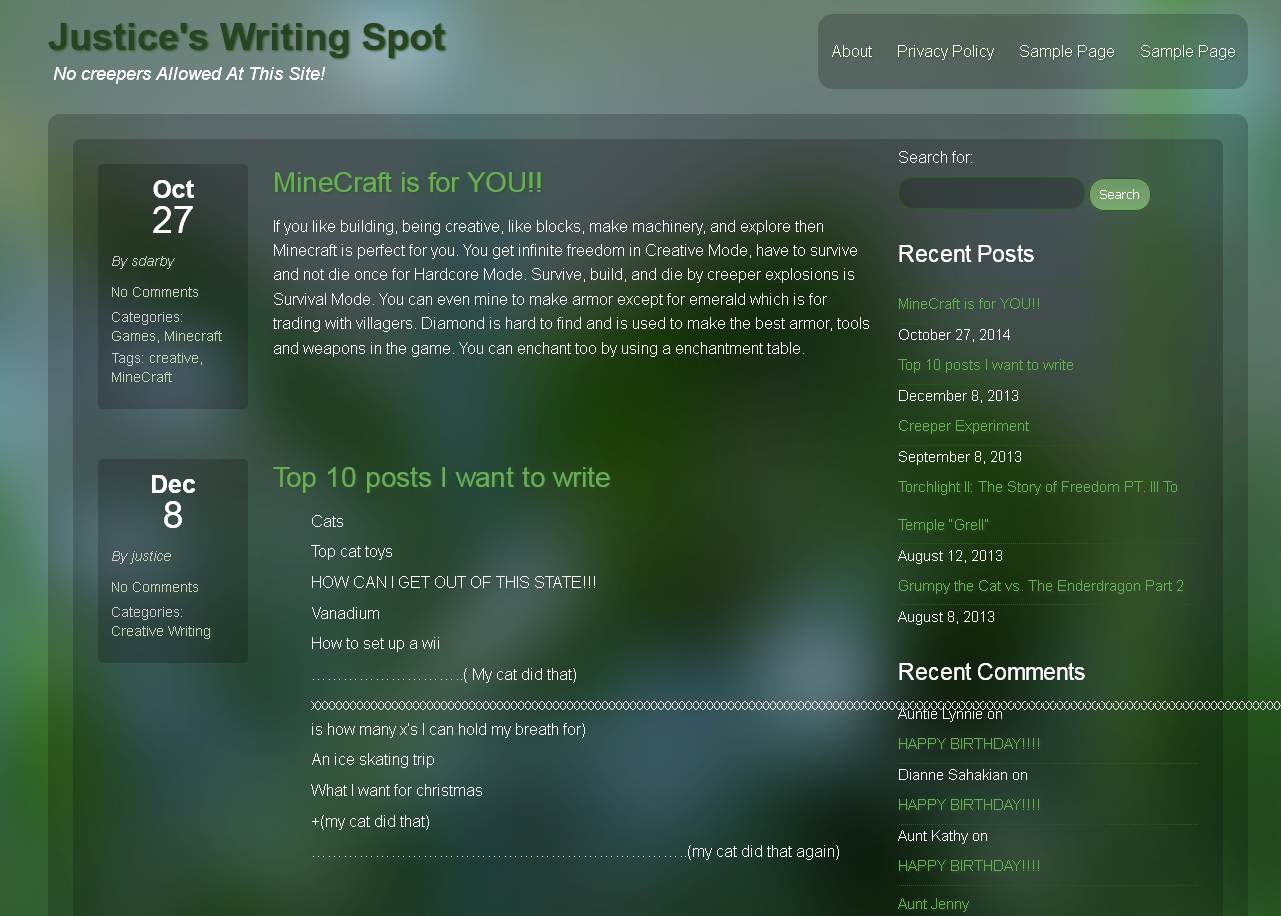 Justice's Writing Spot
No creepers Allowed At This Site!
About
Privacy Policy
Sample Page
Sample Page
Oct
27
By sdarby
No Comments
Categories:
Games, Minecraft
Tags: creative,
MineCraft
MineCraft is for YOU!!
If you like building, being creative, like blocks, make machinery, and explore then
Minecraft is perfect for you. You get infinite freedom in Creative Mode, have to survive
and not die once for Hardcore Mode. Survive, build, and die by creeper explosions is
Survival Mode. You can even mine to make armor except for emerald which is for
trading with villagers. Diamond is hard to find and is used to make the best armor, tools
and weapons in the game. You can enchant too by using a enchantment table.
Dec
8
By justice
No Comments
Categories:
Creative Writing
Top 10 posts I want to write
Cats
Top cat toys
HOW CAN I GET OUT OF THIS STATE!!!
Vanadium
How to set up a wii
………………………..( My cat did that)
is how many x's I can hold my breath for)
An ice skating trip
What I want for christmas
+(my cat did that)
……………………………………………………………..(my cat did that again)
Search for:
Search
Recent Posts
MineCraft is for YOU!!
October 27, 2014
Top 10 posts I want to write
December 8, 2013
Creeper Experiment
September 8, 2013
Torchlight II: The Story of Freedom PT. III To
Temple “Grell”
August 12, 2013
Grumpy the Cat vs. The Enderdragon Part 2
August 8, 2013
Recent Comments
Auntie Lynnie on
HAPPY BIRTHDAY!!!!
Dianne Sahakian on
HAPPY BIRTHDAY!!!!
Aunt Kathy on
HAPPY BIRTHDAY!!!!
Aunt Jenny